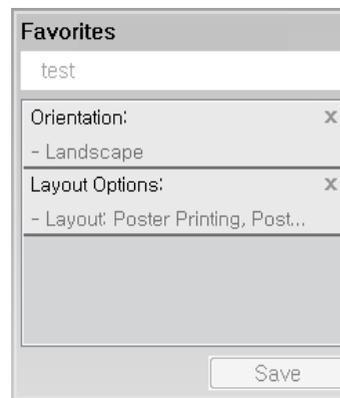 Favorites
test
Orientation: x
- Landscape
Layout Options: x
- Layout: Poster Printing, Post...
Save